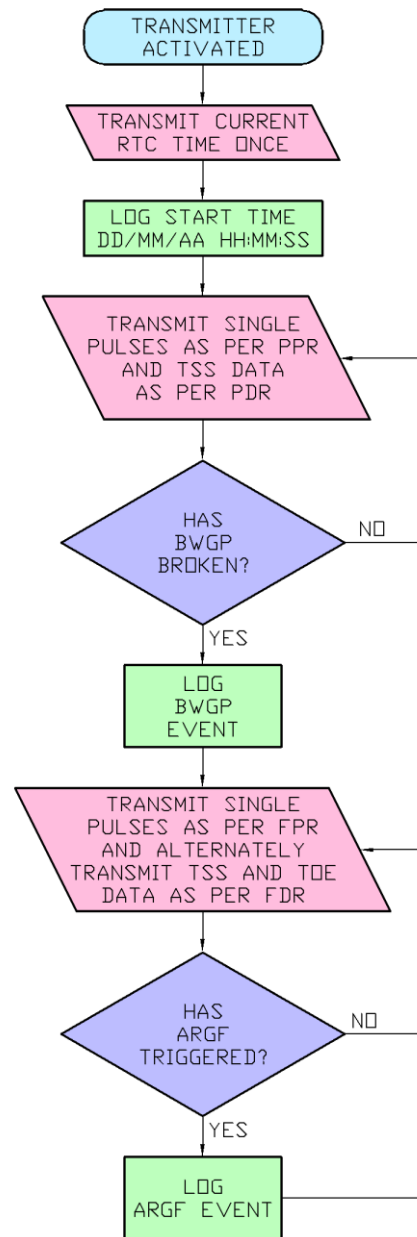 TRANSMITTER
ACTIVATED
TRANSMIT CURRENT
RTC TIME ONCE
LOG START TIME
DD/MM/AA HH:MM:SS
TRANSMIT SINGLE
PULSES AS PER PPR
AND TSS DATA
AS PER PDR
HAS
BWGP
BROKEN?
NO
YES
LOG
BWGP
EVENT
TRANSMIT SINGLE
PULSES AS PER FPR
AND ALTERNATELY
TRANSMIT TSS AND TOE
DATA AS PER FDR
HAS
ARGF
TRIGGERED?
NO
YES
LOG
ARGF EVENT